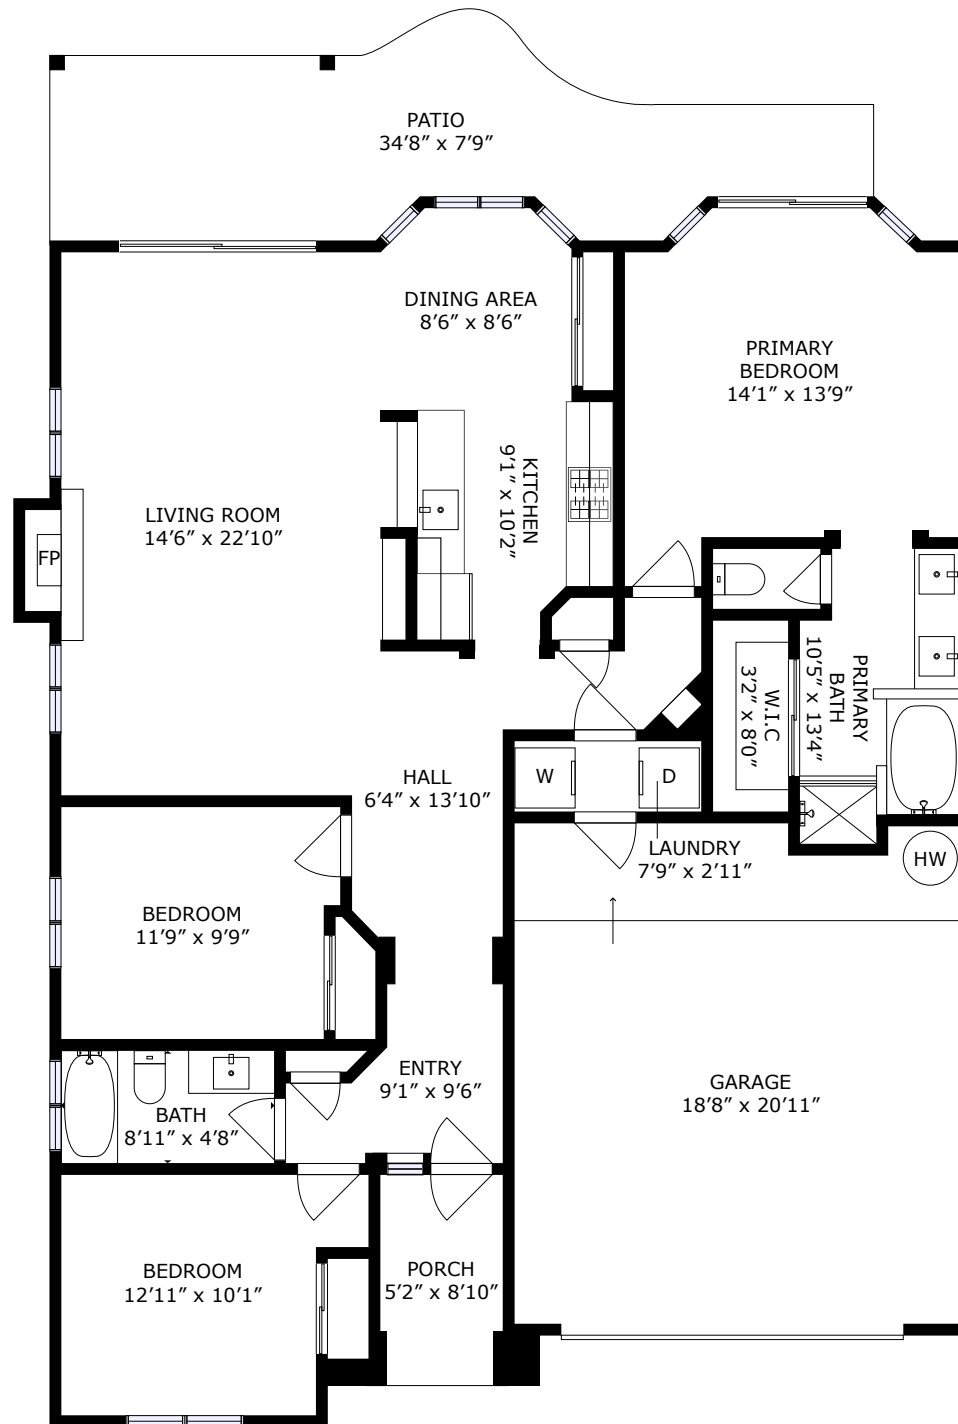 PATIO
34’8” x 7’9”
DINING AREA
8’6” x 8’6”
PRIMARY
BEDROOM
14’1” x 13’9”
KITCHEN
9’1” x 10’2”
LIVING ROOM
14’6” x 22’10”
FP
PRIMARY
BATH
10’5” x 13’4”
W.I.C
3’2” x 8’0”
HALL
6’4” x 13’10”
W
D
LAUNDRY
7’9” x 2’11”
HW
BEDROOM
11’9” x 9’9”
ENTRY
9’1” x 9’6”
GARAGE
18’8” x 20’11”
BATH
8’11” x 4’8”
BEDROOM
12’11” x 10’1”
PORCH
5’2” x 8’10”